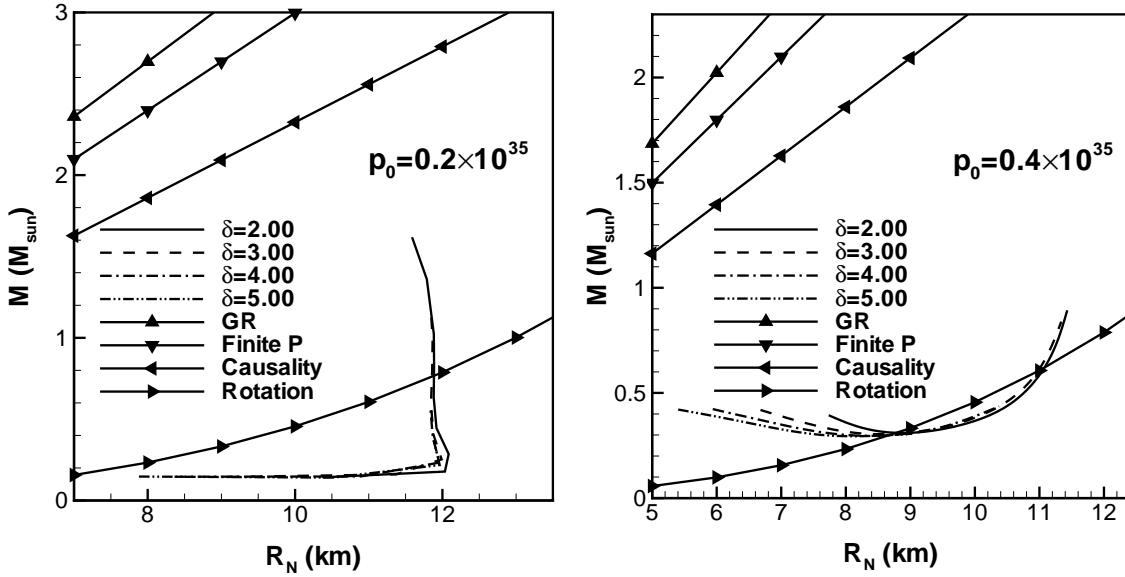 3
2
1
0
M (M_sun)
p₀=0.2×10³⁵
δ=2.00
δ=3.00
δ=4.00
δ=5.00
GR
Finite P
Causality
Rotation
8
10
12
R_N (km)
2
1.5
1
0.5
0
M (M_sun)
p₀=0.4×10³⁵
δ=2.00
δ=3.00
δ=4.00
δ=5.00
GR
Finite P
Causality
Rotation
5
6
7
8
9
10
11
12
R_N (km)